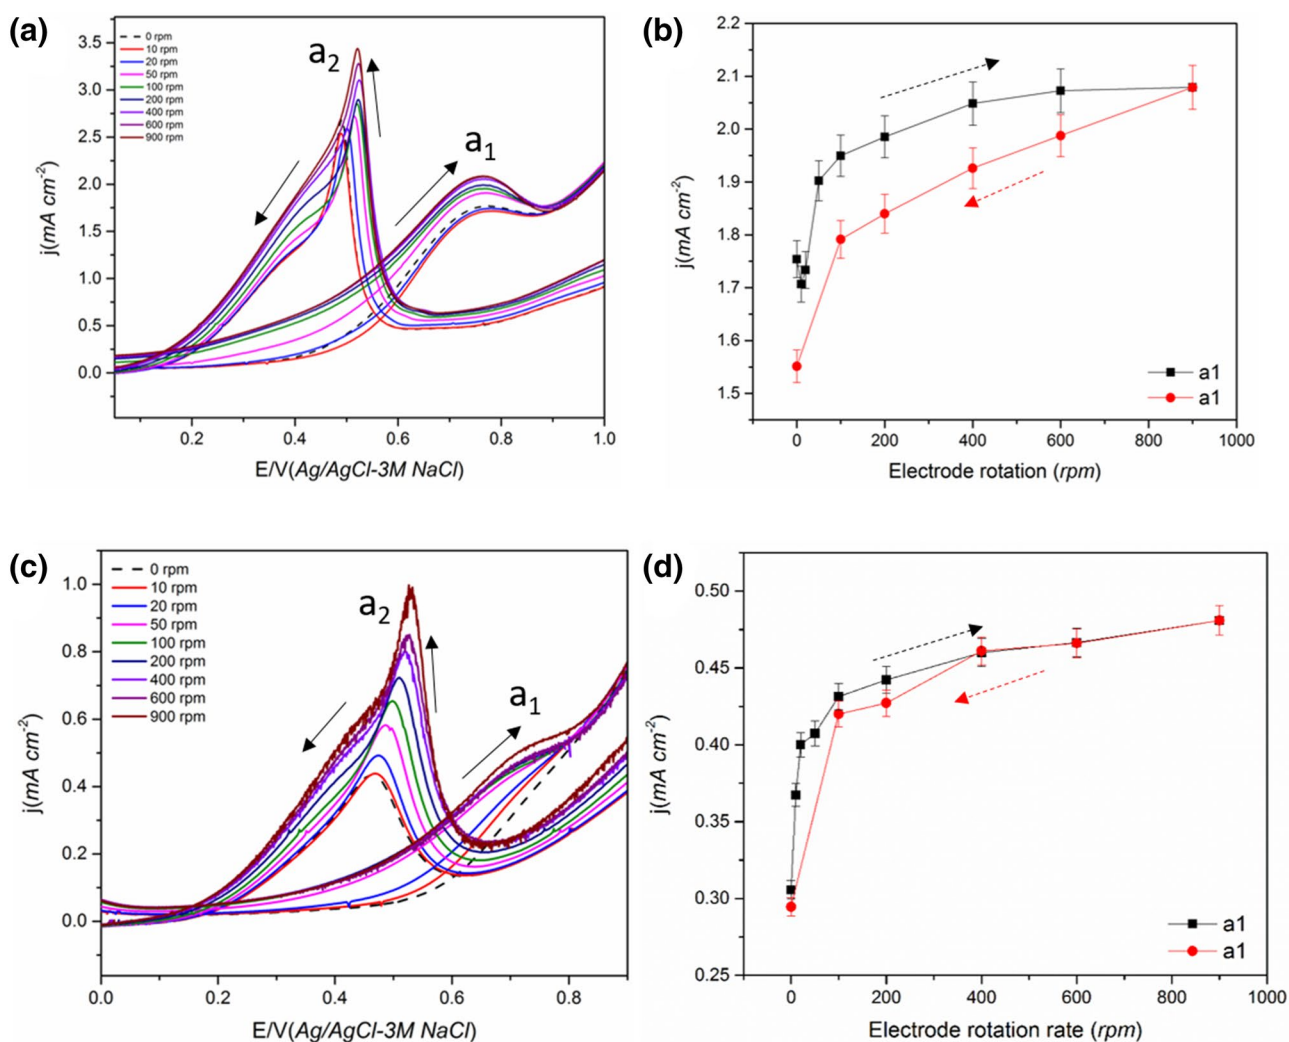 (a)
0 rpm
10 rpm
20 rpm
50 rpm
100 rpm
200 rpm
400 rpm
600 rpm
900 rpm
a2
a1
j(mA cm-2)
3.5
3.0
2.5
2.0
1.5
1.0
0.5
0.0
0.2 0.4 0.6 0.8 1.0
E/V(Ag/AgCl-3M NaCl)
(b)
j(mA cm-2)
2.2
2.1
2.0
1.9
1.8
1.7
1.6
1.5
a1
a1
0 200 400 600 800 1000
Electrode rotation (rpm)
(c)
0 rpm
10 rpm
20 rpm
50 rpm
100 rpm
200 rpm
400 rpm
600 rpm
900 rpm
a2
a1
j(mA cm-2)
1.0
0.8
0.6
0.4
0.2
0.0
0.0 0.2 0.4 0.6 0.8
E/V(Ag/AgCl-3M NaCl)
(d)
j(mA cm-2)
0.50
0.45
0.40
0.35
0.30
0.25
a1
a1
0 200 400 600 800 1000
Electrode rotation rate (rpm)